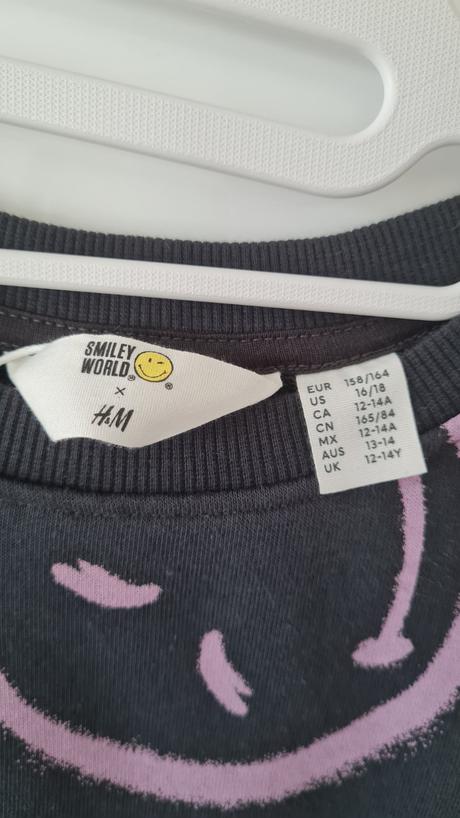 SMILEY
WORLD®
®
×
H&M
EUR 158/164
US 16/18
CA 12-14A
CN 165/84
MX 12-14A
AUS 13-14
UK 12-14Y